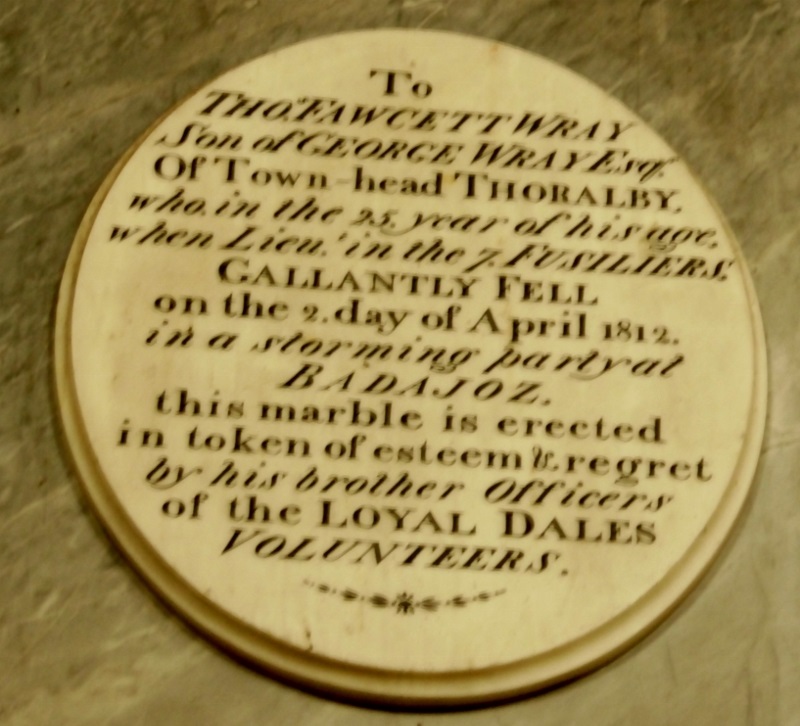 To
THO.s FAWCETT WRAY
Son of GEORGE WRAY Esq.r
Of Town-head THORALBY,
who, in the 25 year of his age,
when Lieu.t in the 7. FUSILIERS,
GALLANTLY FELL
on the 2. day of April 1812.
in a storming party at
BADAJOZ,
this marble is erected
in token of esteem & regret
by his brother Officers
of the LOYAL DALES
VOLUNTEERS.